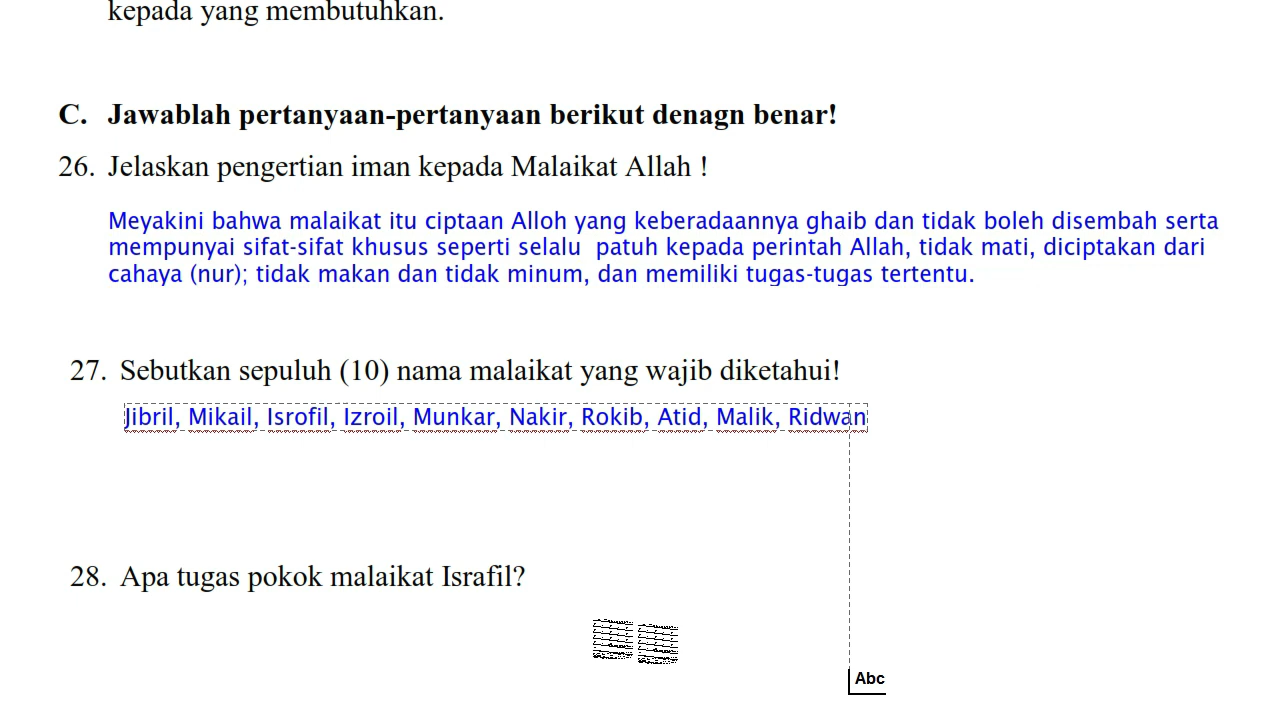 kepada yang membutuhkan.
C. Jawablah pertanyaan-pertanyaan berikut denagn benar!
26. Jelaskan pengertian iman kepada Malaikat Allah !
Meyakini bahwa malaikat itu ciptaan Alloh yang keberadaannya ghaib dan tidak boleh disembah serta
mempunyai sifat-sifat khusus seperti selalu  patuh kepada perintah Allah, tidak mati, diciptakan dari
cahaya (nur); tidak makan dan tidak minum, dan memiliki tugas-tugas tertentu.
27. Sebutkan sepuluh (10) nama malaikat yang wajib diketahui!
Jibril, Mikail, Isrofil, Izroil, Munkar, Nakir, Rokib, Atid, Malik, Ridwan
28. Apa tugas pokok malaikat Israfil?
Abc